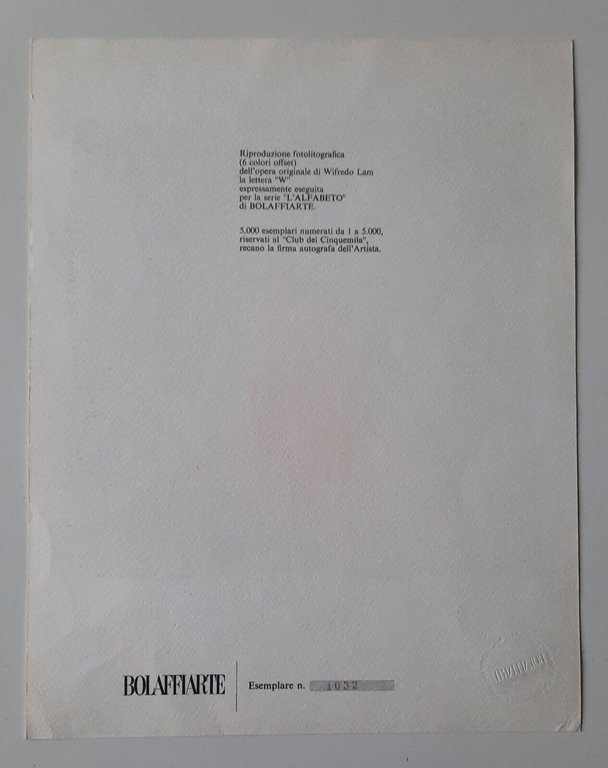 Riproduzione fotolitografica
(6 colori offset)
dell'opera originale di Wifredo Lam
la lettera "W"
espressamente eseguita
per la serie "L'ALFABETO"
di BOLAFFIARTE.
5.000 esemplari numerati da 1 a 5.000,
riservati al "Club dei Cinquemila",
recano la firma autografa dell'Artista.
BOLAFFIARTE
Esemplare n. 1032